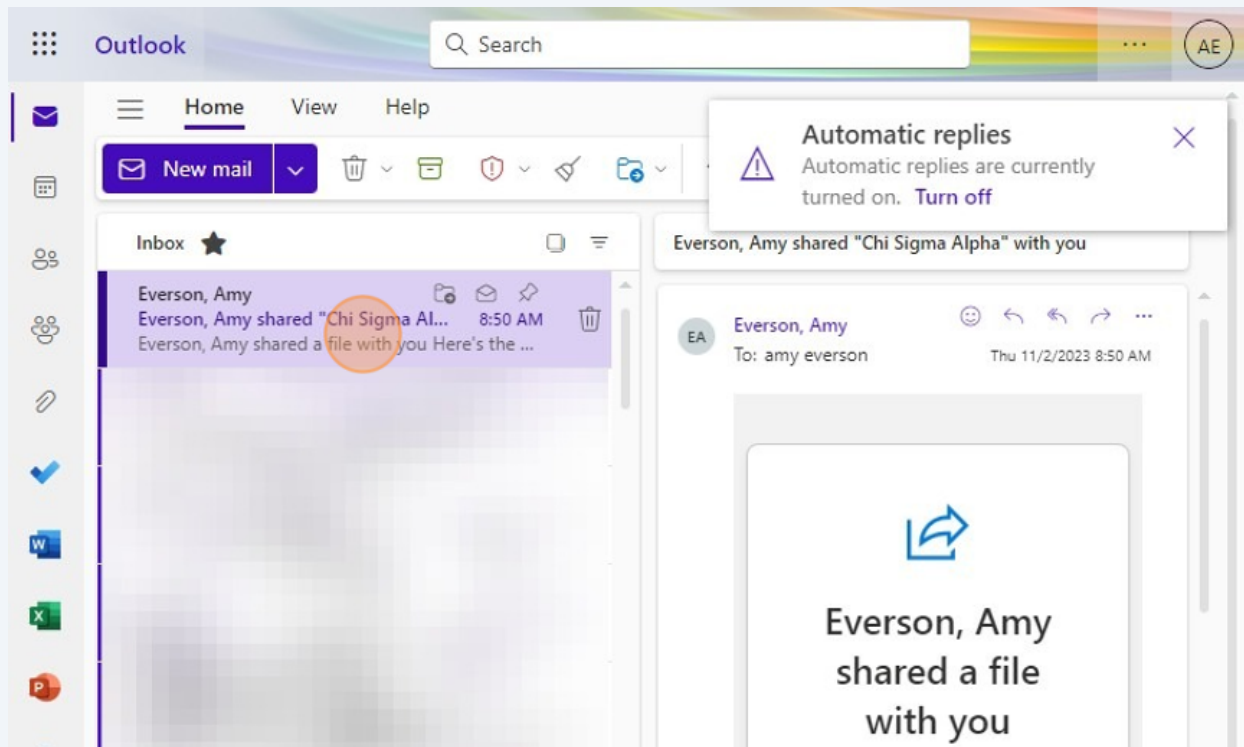 Outlook
Search
AE
Home View Help
New mail
Automatic replies
Automatic replies are currently
turned on. Turn off
Inbox
Everson, Amy
Everson, Amy shared "Chi Sigma Al... 8:50 AM
Everson, Amy shared a file with you Here's the ...
Everson, Amy shared "Chi Sigma Alpha" with you
EA
Everson, Amy
To: amy everson
Thu 11/2/2023 8:50 AM
Everson, Amy
shared a file
with you
W
X
P